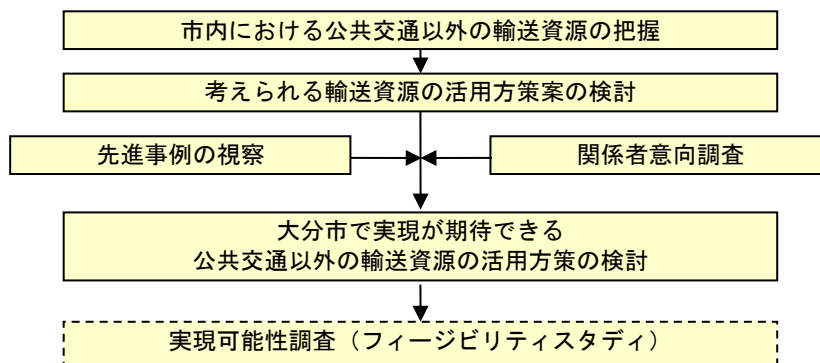 市内における公共交通以外の輸送資源の把握
考えられる輸送資源の活用方策案の検討
先進事例の視察
関係者意向調査
大分市で実現が期待できる
公共交通以外の輸送資源の活用方策の検討
実現可能性調査（フィージビリティスタディ）